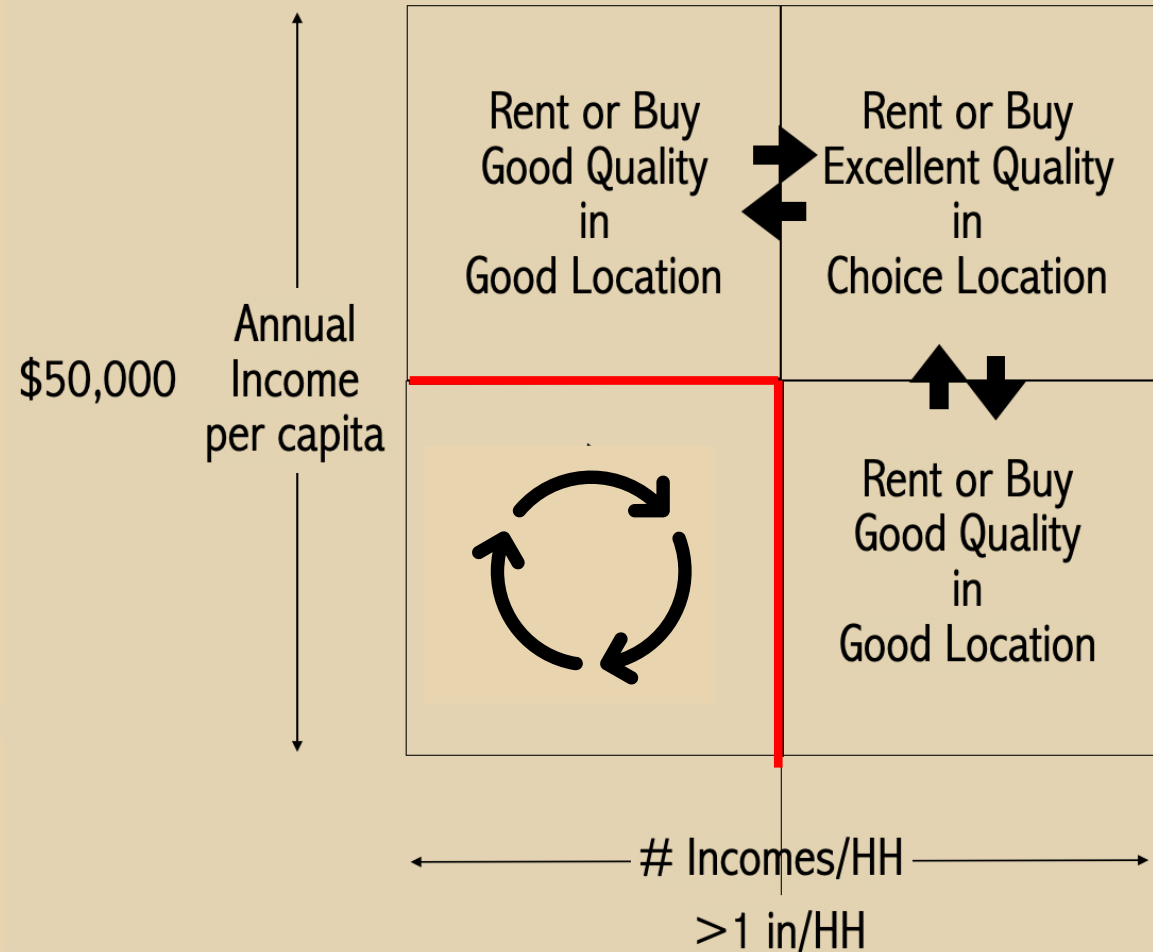 Rent or Buy
Good Quality
in
Good Location
Rent or Buy
Excellent Quality
in
Choice Location
$50,000
Annual
Income
per capita
Rent or Buy
Good Quality
in
Good Location
# Incomes/HH
>1 in/HH